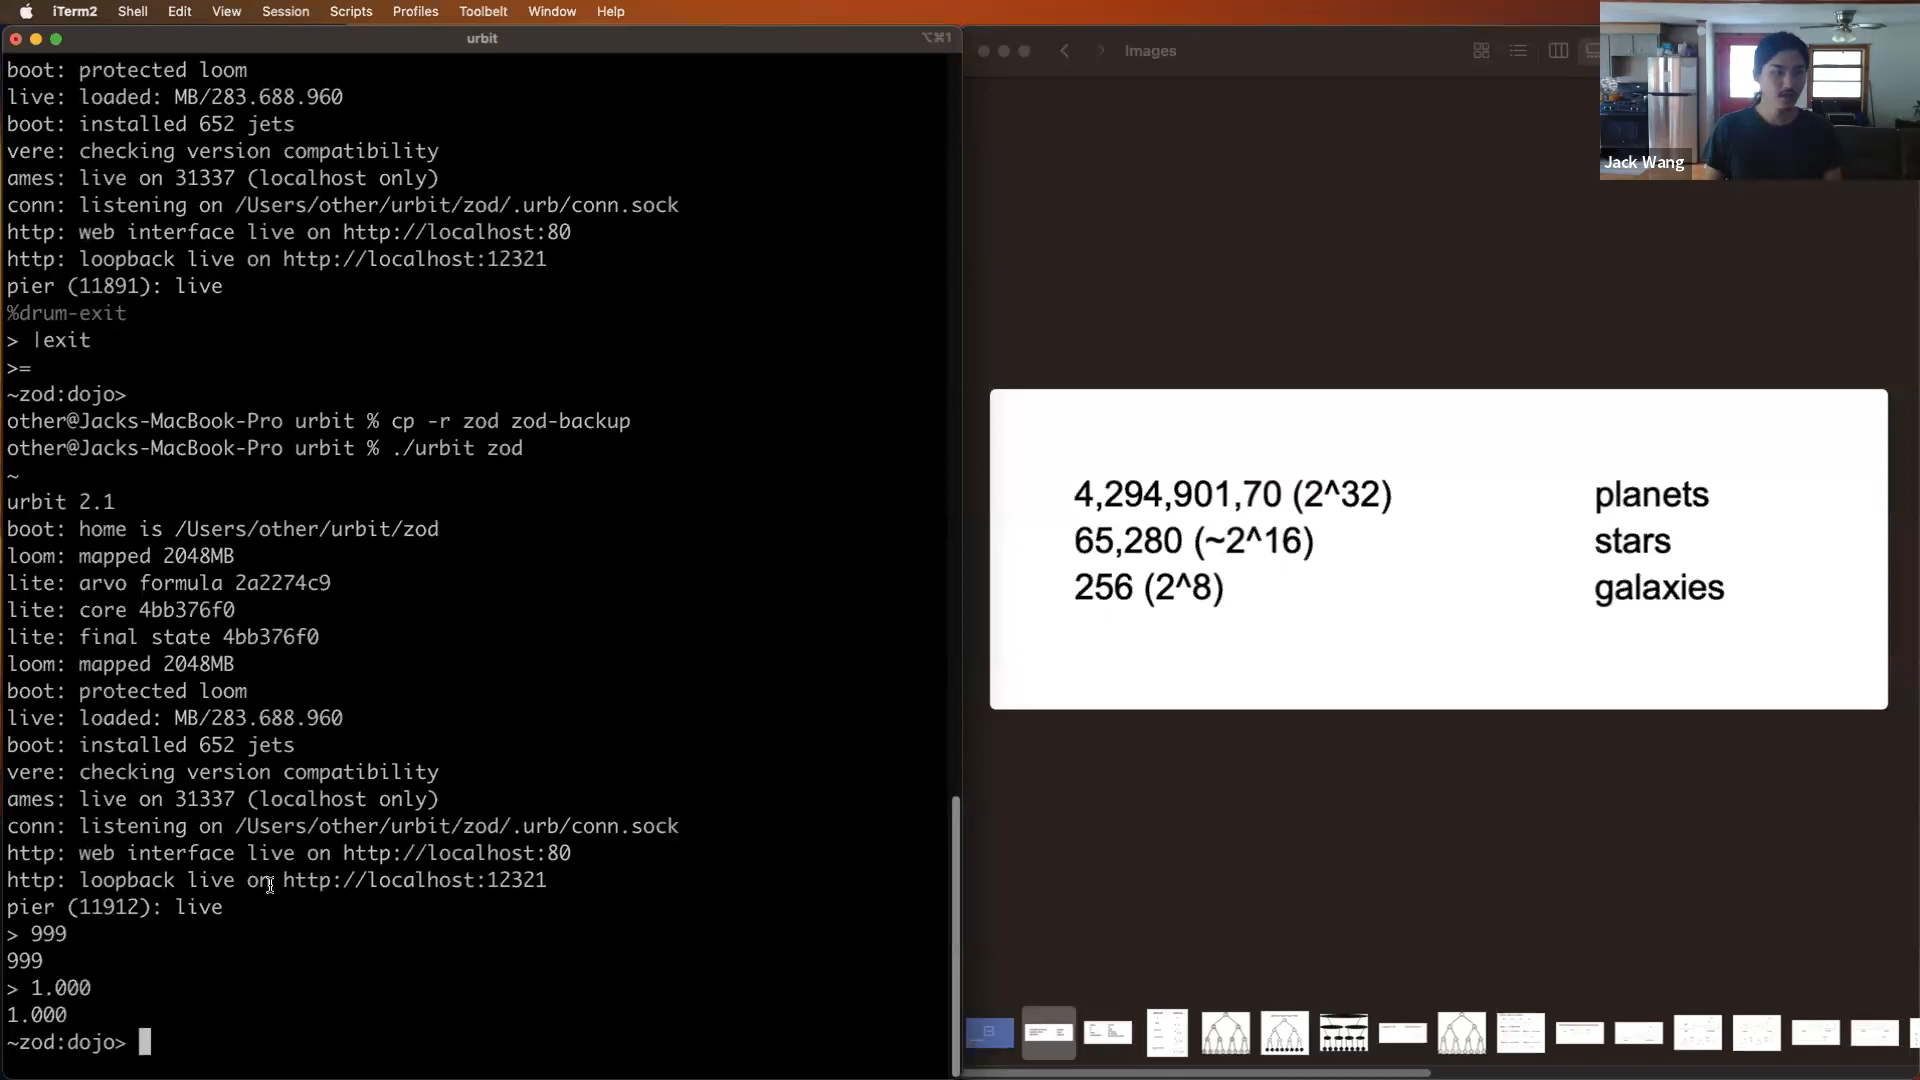 iTerm2 Shell Edit View Session Scripts Profiles Toolbelt Window Help
urbit ⌥⌘1
boot: protected loom
live: loaded: MB/283.688.960
boot: installed 652 jets
vere: checking version compatibility
ames: live on 31337 (localhost only)
conn: listening on /Users/other/urbit/zod/.urb/conn.sock
http: web interface live on http://localhost:80
http: loopback live on http://localhost:12321
pier (11891): live
%drum-exit
> |exit
>=
~zod:dojo>
other@Jacks-MacBook-Pro urbit % cp -r zod zod-backup
other@Jacks-MacBook-Pro urbit % ./urbit zod
~
urbit 2.1
boot: home is /Users/other/urbit/zod
loom: mapped 2048MB
lite: arvo formula 2a2274c9
lite: core 4bb376f0
lite: final state 4bb376f0
loom: mapped 2048MB
boot: protected loom
live: loaded: MB/283.688.960
boot: installed 652 jets
vere: checking version compatibility
ames: live on 31337 (localhost only)
conn: listening on /Users/other/urbit/zod/.urb/conn.sock
http: web interface live on http://localhost:80
http: loopback live on http://localhost:12321
pier (11912): live
> 999
999
> 1.000
1.000
~zod:dojo>
Images
Jack Wang
4,294,901,70 (2^32) planets
65,280 (~2^16) stars
256 (2^8) galaxies